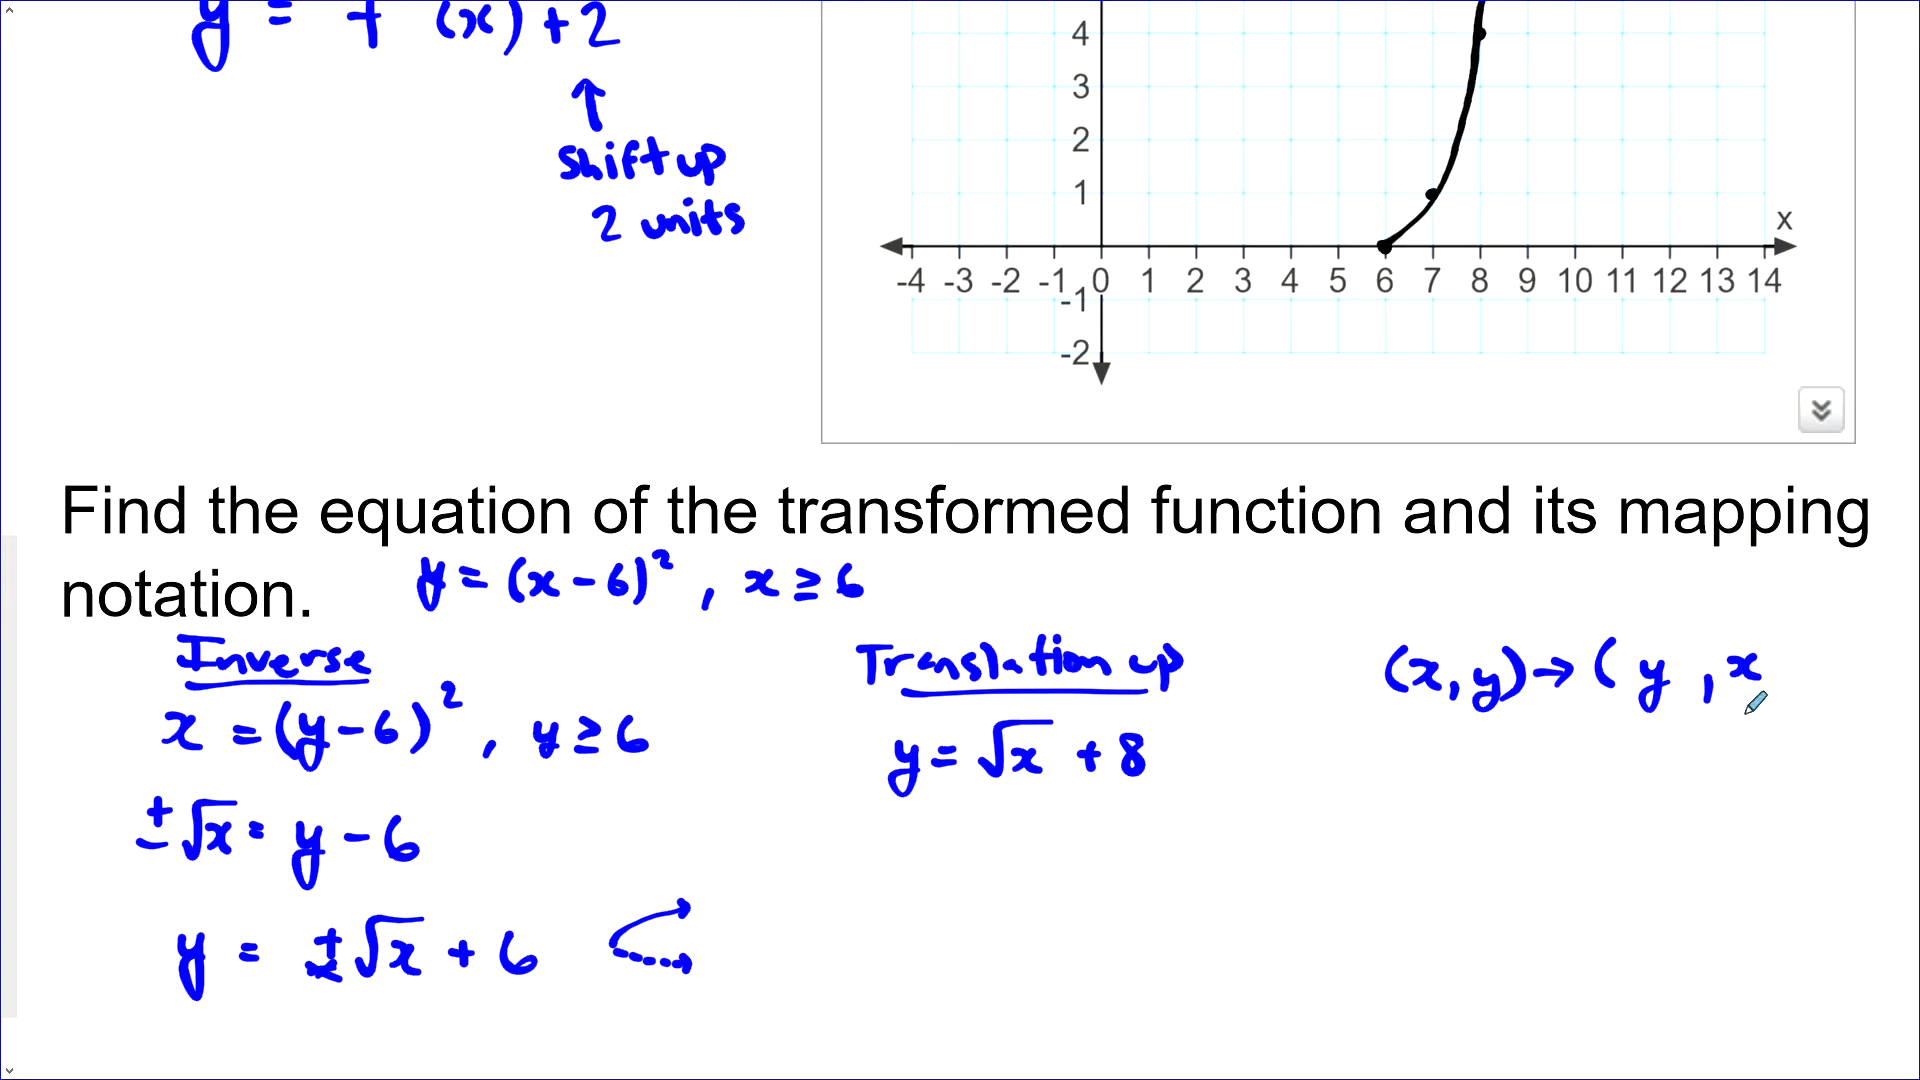 y = f (x) + 2
↑
shift up
2 units
4
3
2
1
x
-4 -3 -2 -1 0 1 2 3 4 5 6 7 8 9 10 11 12 13 14
-1
-2
Find the equation of the transformed function and its mapping
notation.
y = (x - 6)², x ≥ 6
Inverse
x = (y - 6)², y ≥ 6
± √x = y - 6
y = ± √x + 6
Translation up
y = √x + 8
(x, y) → ( y , x